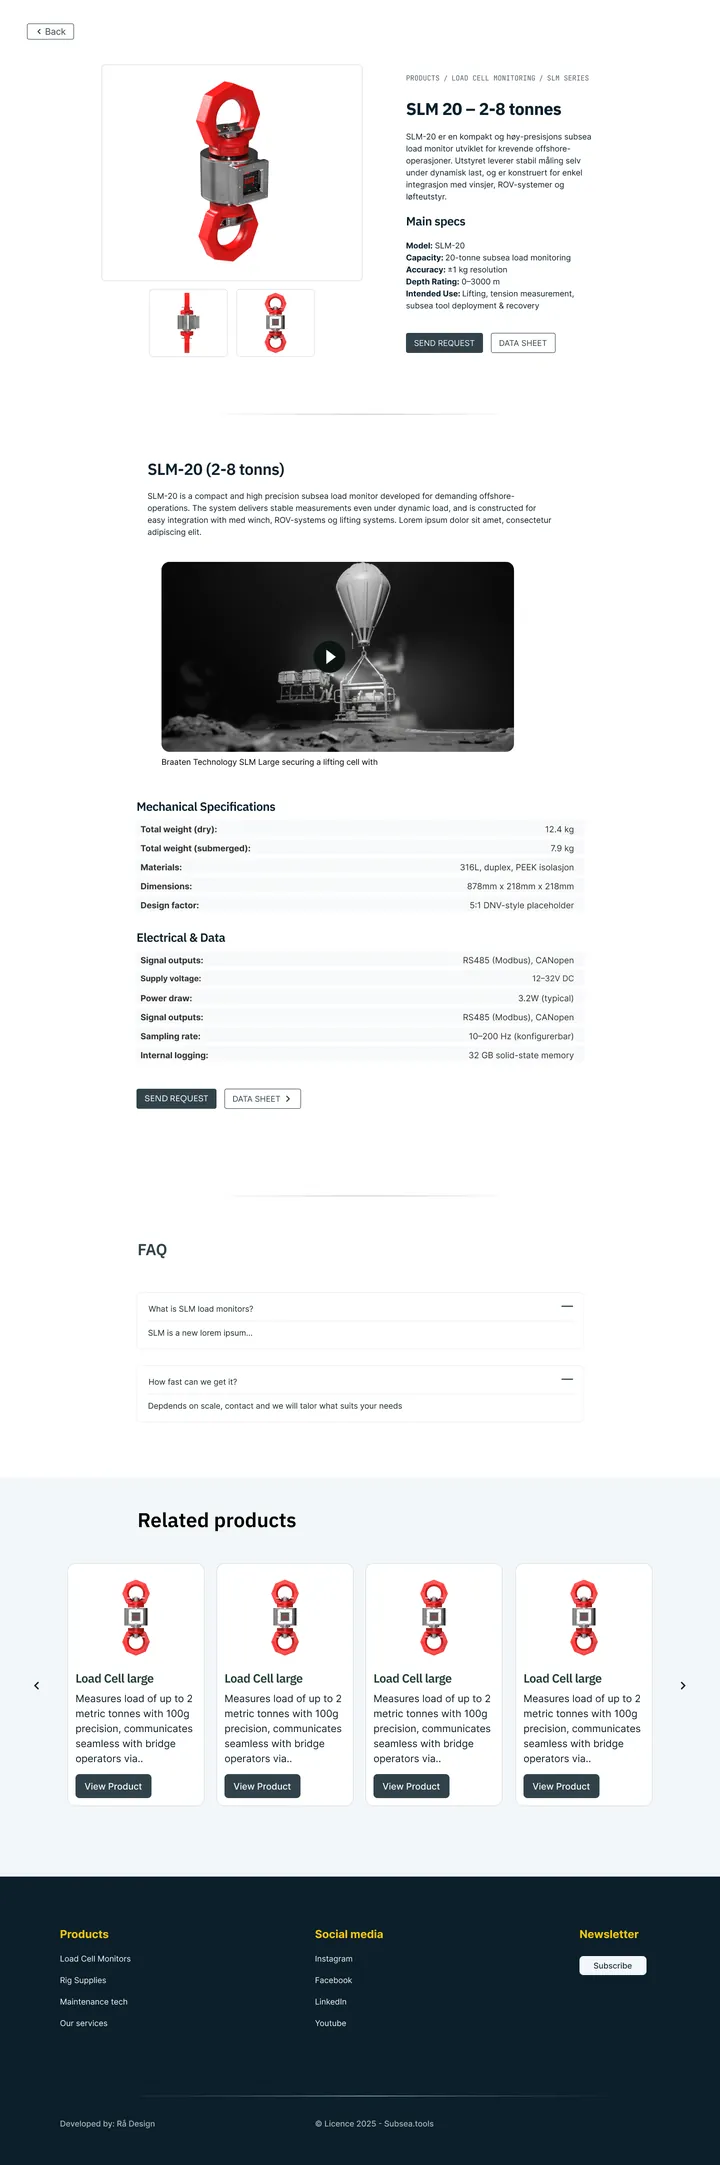 Back
PRODUCTS / LOAD CELL MONITORING / SLM SERIES
SLM 20 – 2-8 tonnes
SLM-20 er en kompakt og høy-presisjons subsea
load monitor utviklet for krevende offshore-
operasjoner. Utstyret leverer stabil måling selv
under dynamisk last, og er konstruert for enkel
integrasjon med vinsjer, ROV-systemer og
løfteutstyr.
Main specs
Model: SLM-20
Capacity: 20-tonne subsea load monitoring
Accuracy: ±1 kg resolution
Depth Rating: 0–3000 m
Intended Use: Lifting, tension measurement,
subsea tool deployment & recovery
SEND REQUEST
DATA SHEET
SLM-20 (2-8 tonns)
SLM-20 is a compact and high precision subsea load monitor developed for demanding offshore-
operations. The system delivers stable measurements even under dynamic load, and is constructed for
easy integration with med winch, ROV-systems og lifting systems. Lorem ipsum dolor sit amet, consectetur
adipiscing elit.
Braaten Technology SLM Large securing a lifting cell with
Mechanical Specifications
Total weight (dry): 12.4 kg
Total weight (submerged): 7.9 kg
Materials: 316L, duplex, PEEK isolasjon
Dimensions: 878mm x 218mm x 218mm
Design factor: 5:1 DNV-style placeholder
Electrical & Data
Signal outputs: RS485 (Modbus), CANopen
Supply voltage: 12–32V DC
Power draw: 3.2W (typical)
Signal outputs: RS485 (Modbus), CANopen
Sampling rate: 10–200 Hz (konfigurerbar)
Internal logging: 32 GB solid-state memory
SEND REQUEST
DATA SHEET
FAQ
What is SLM load monitors?
SLM is a new lorem ipsum...
How fast can we get it?
Depdends on scale, contact and we will talor what suits your needs
Related products
Load Cell large
Measures load of up to 2
metric tonnes with 100g
precision, communicates
seamless with bridge
operators via..
View Product
Load Cell large
Measures load of up to 2
metric tonnes with 100g
precision, communicates
seamless with bridge
operators via..
View Product
Load Cell large
Measures load of up to 2
metric tonnes with 100g
precision, communicates
seamless with bridge
operators via..
View Product
Load Cell large
Measures load of up to 2
metric tonnes with 100g
precision, communicates
seamless with bridge
operators via..
View Product
Products
Load Cell Monitors
Rig Supplies
Maintenance tech
Our services
Social media
Instagram
Facebook
LinkedIn
Youtube
Newsletter
Subscribe
Developed by: Rå Design
© Licence 2025 - Subsea.tools